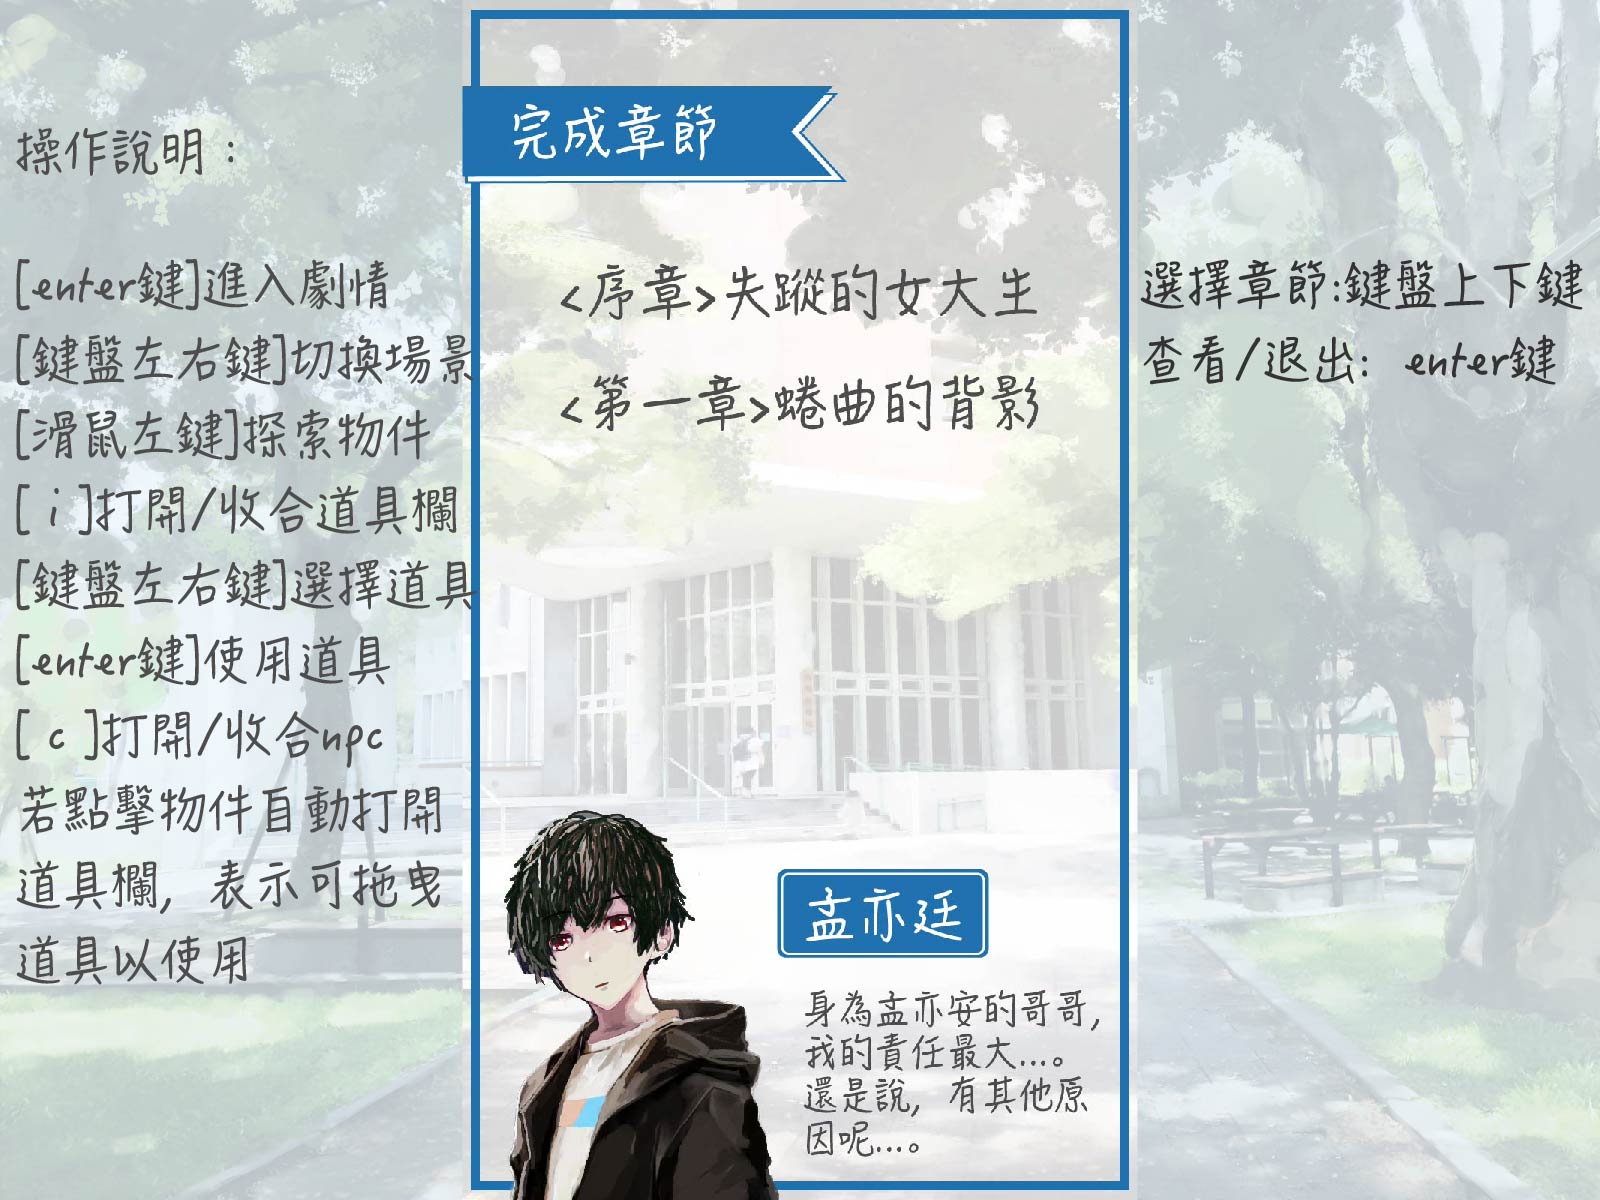 操作說明：
[enter鍵]進入劇情
[鍵盤左右鍵]切換場景
[滑鼠左鍵]探索物件
[ i ]打開/收合道具欄
[鍵盤左右鍵]選擇道具
[enter鍵]使用道具
[ c ]打開/收合npc
若點擊物件自動打開
道具欄，表示可拖曳
道具以使用
完成章節
<序章>失蹤的女大生
<第一章>蜷曲的背影
孟亦廷
身為孟亦安的哥哥，
我的責任最大...。
還是說，有其他原
因呢...。
選擇章節:鍵盤上下鍵
查看/退出: enter鍵